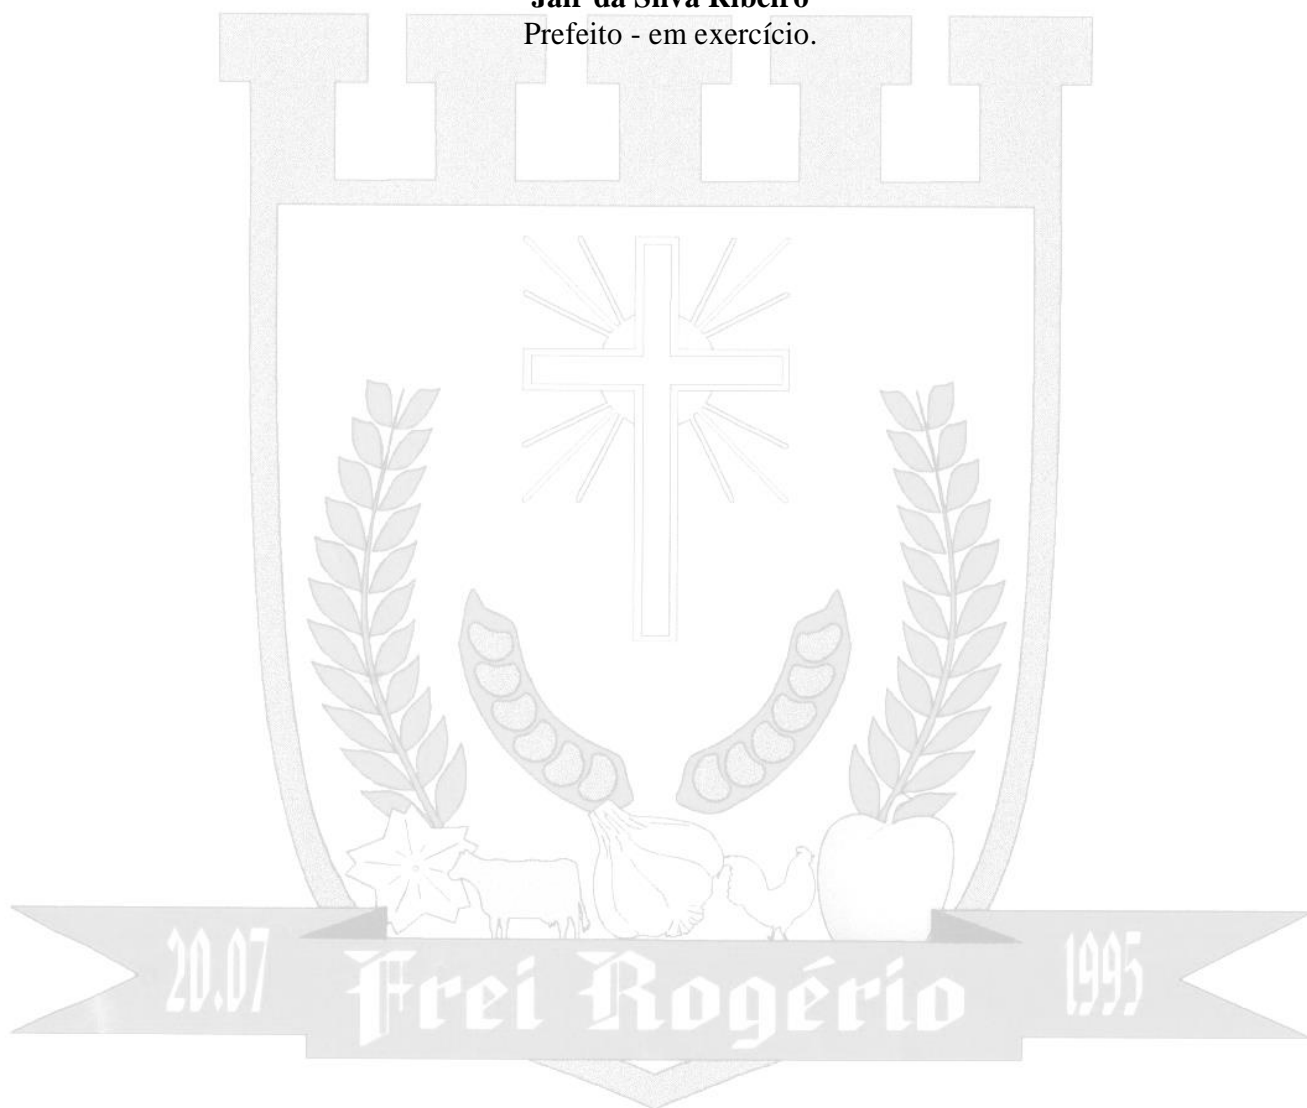 Jair da Silva Ribeiro
Prefeito - em exercício.
20.07
Frei Rogério
1995